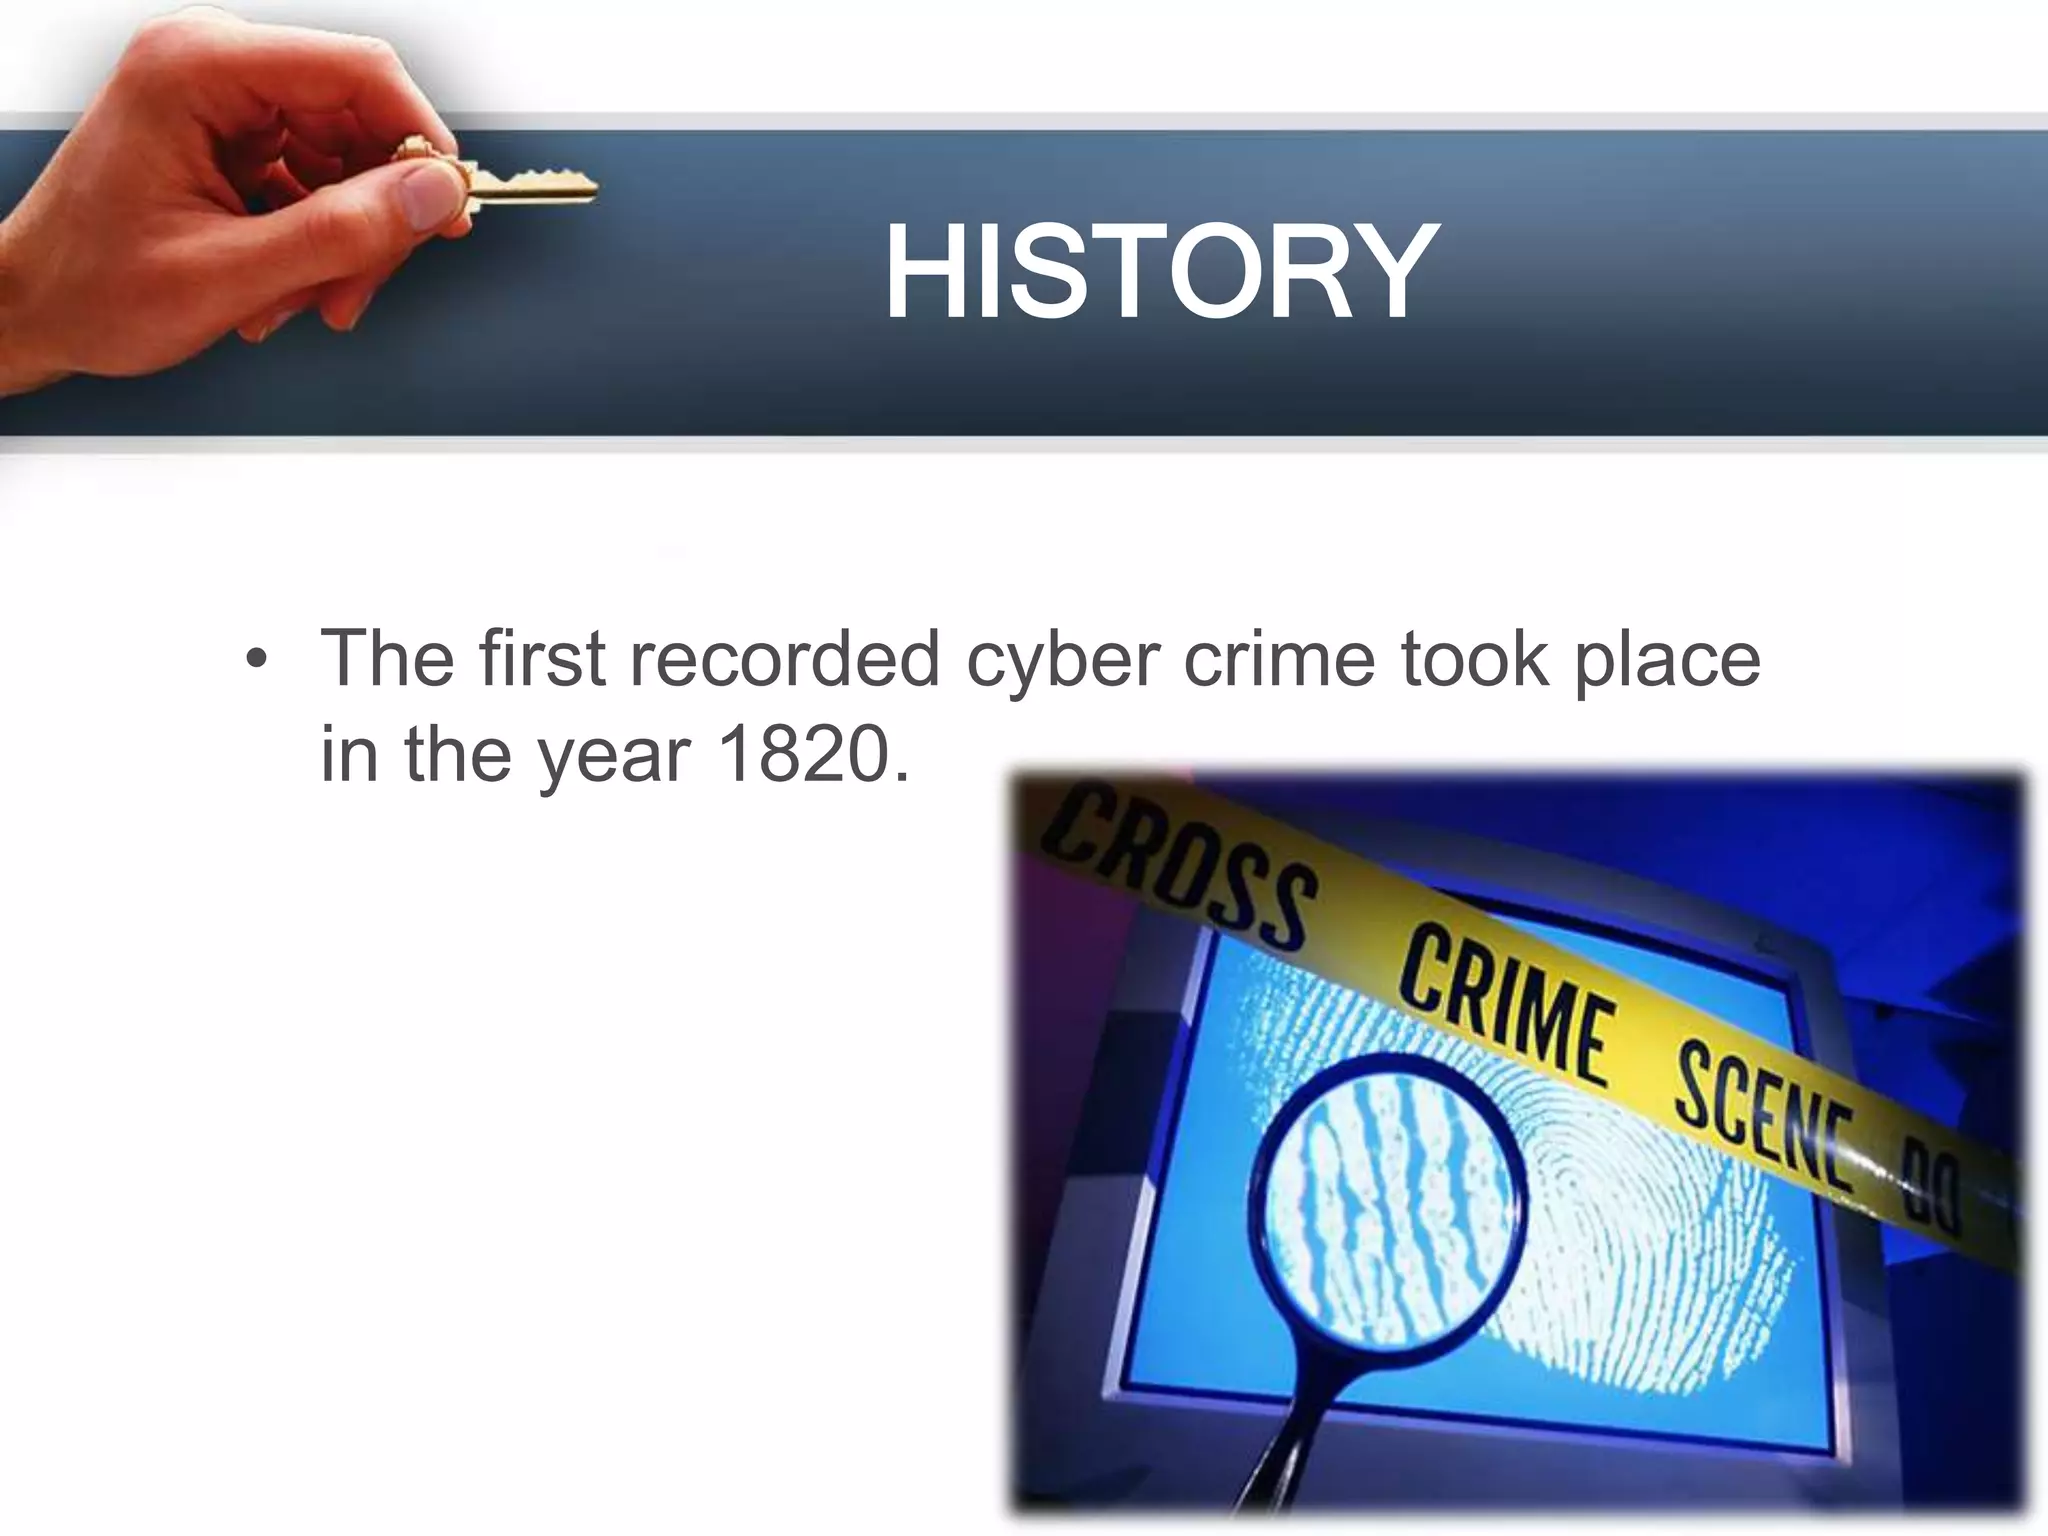 HISTORY
• The first recorded cyber crime took place
in the year 1820.
CROSS CRIME SCENE DO